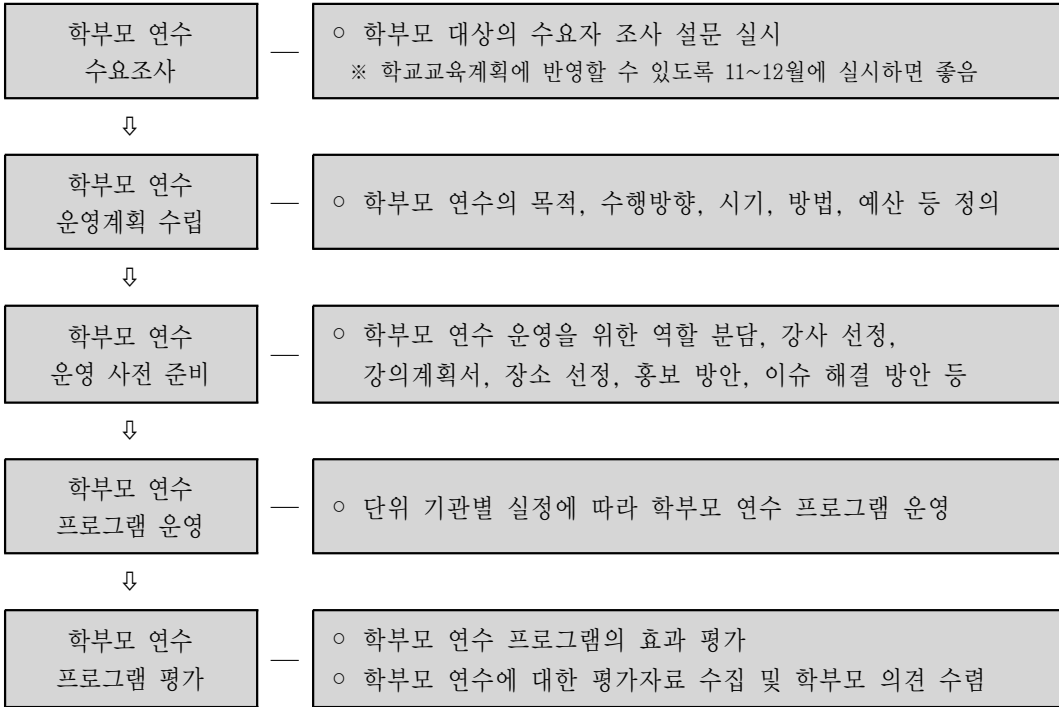 학부모 연수
수요조사
―
○ 학부모 대상의 수요자 조사 설문 실시
※ 학교교육계획에 반영할 수 있도록 11~12월에 실시하면 좋음
⇩
학부모 연수
운영계획 수립
―
○ 학부모 연수의 목적, 수행방향, 시기, 방법, 예산 등 정의
⇩
학부모 연수
운영 사전 준비
―
○ 학부모 연수 운영을 위한 역할 분담, 강사 선정,
강의계획서, 장소 선정, 홍보 방안, 이슈 해결 방안 등
⇩
학부모 연수
프로그램 운영
―
○ 단위 기관별 실정에 따라 학부모 연수 프로그램 운영
⇩
학부모 연수
프로그램 평가
―
○ 학부모 연수 프로그램의 효과 평가
○ 학부모 연수에 대한 평가자료 수집 및 학부모 의견 수렴